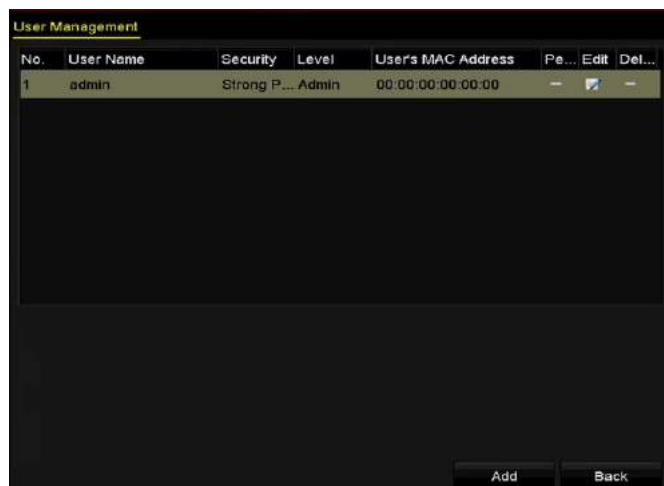 User Management
No. User Name Security Level User's MAC Address Pe... Edit Del...
1 admin Strong P... Admin 00:00:00:00:00:00 — —
Add Back